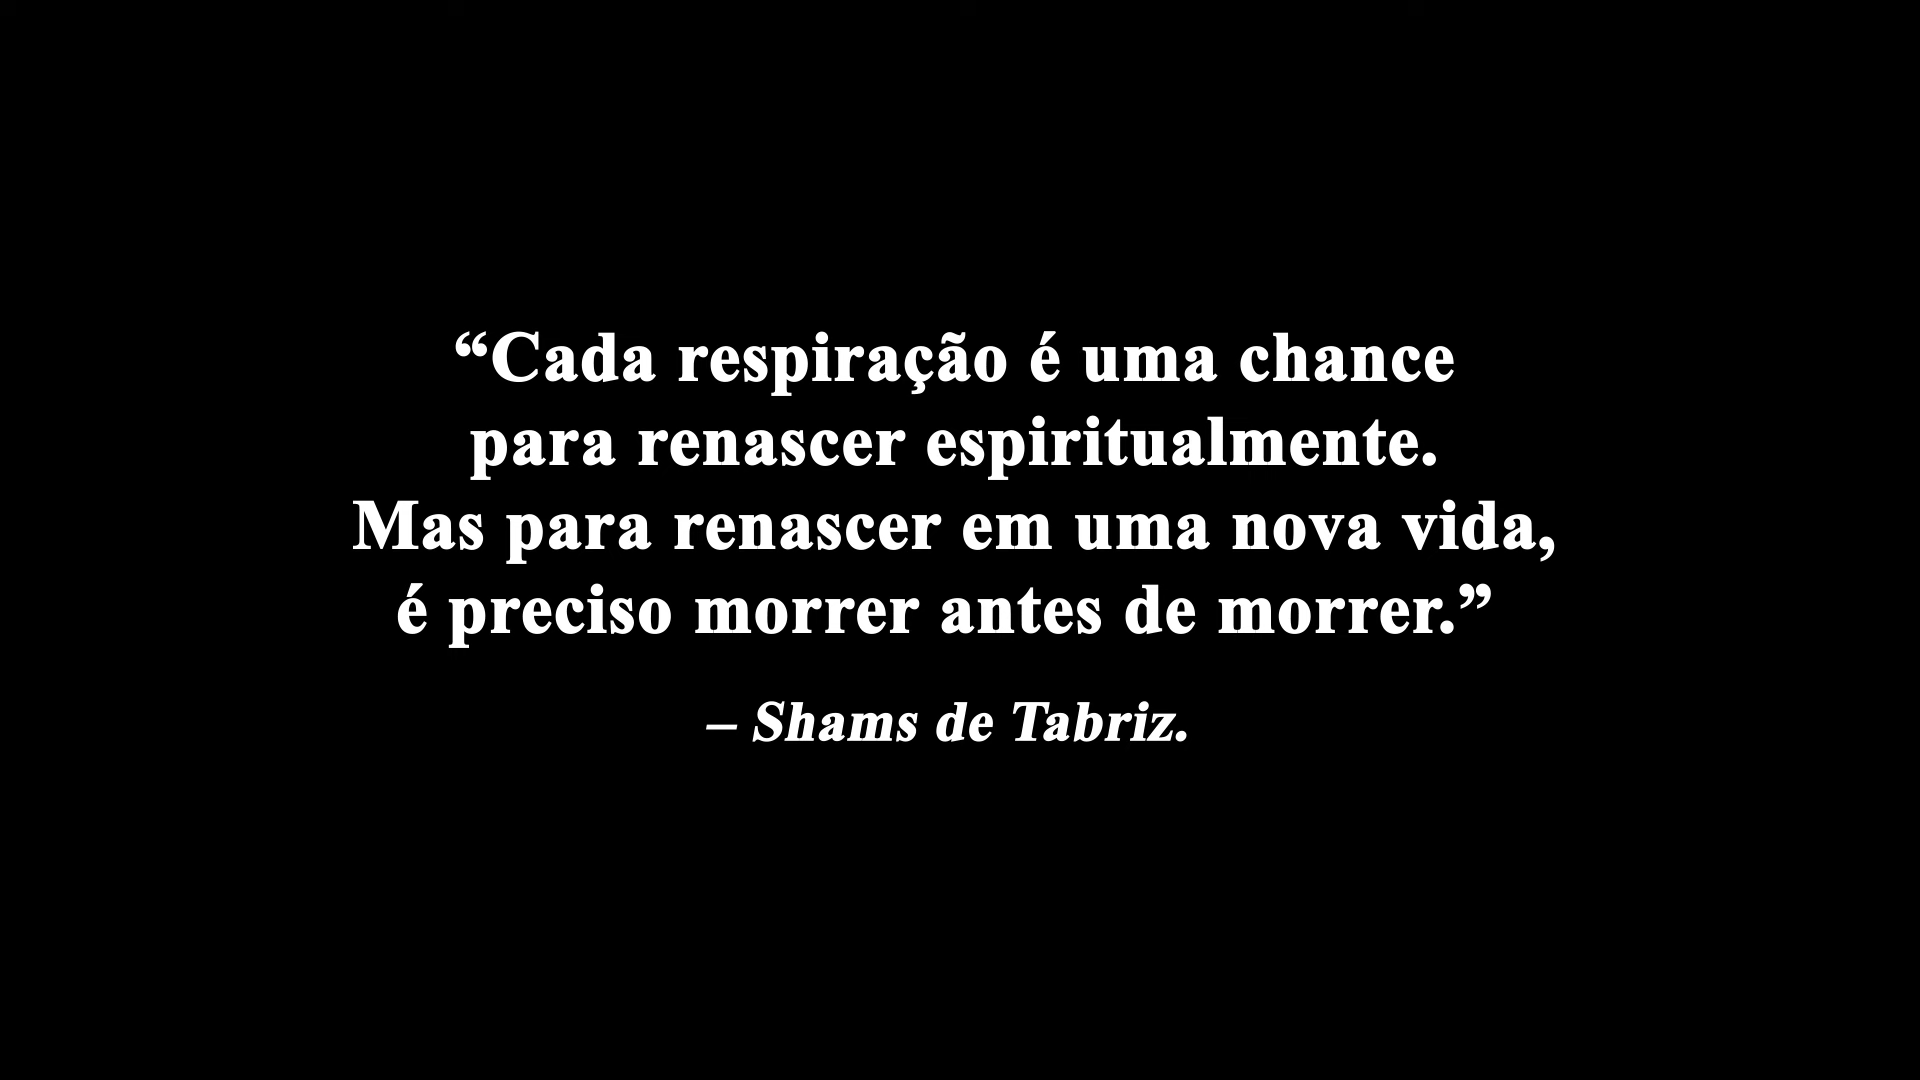 “Cada respiração é uma chance
para renascer espiritualmente.
Mas para renascer em uma nova vida,
é preciso morrer antes de morrer.”
– Shams de Tabriz.